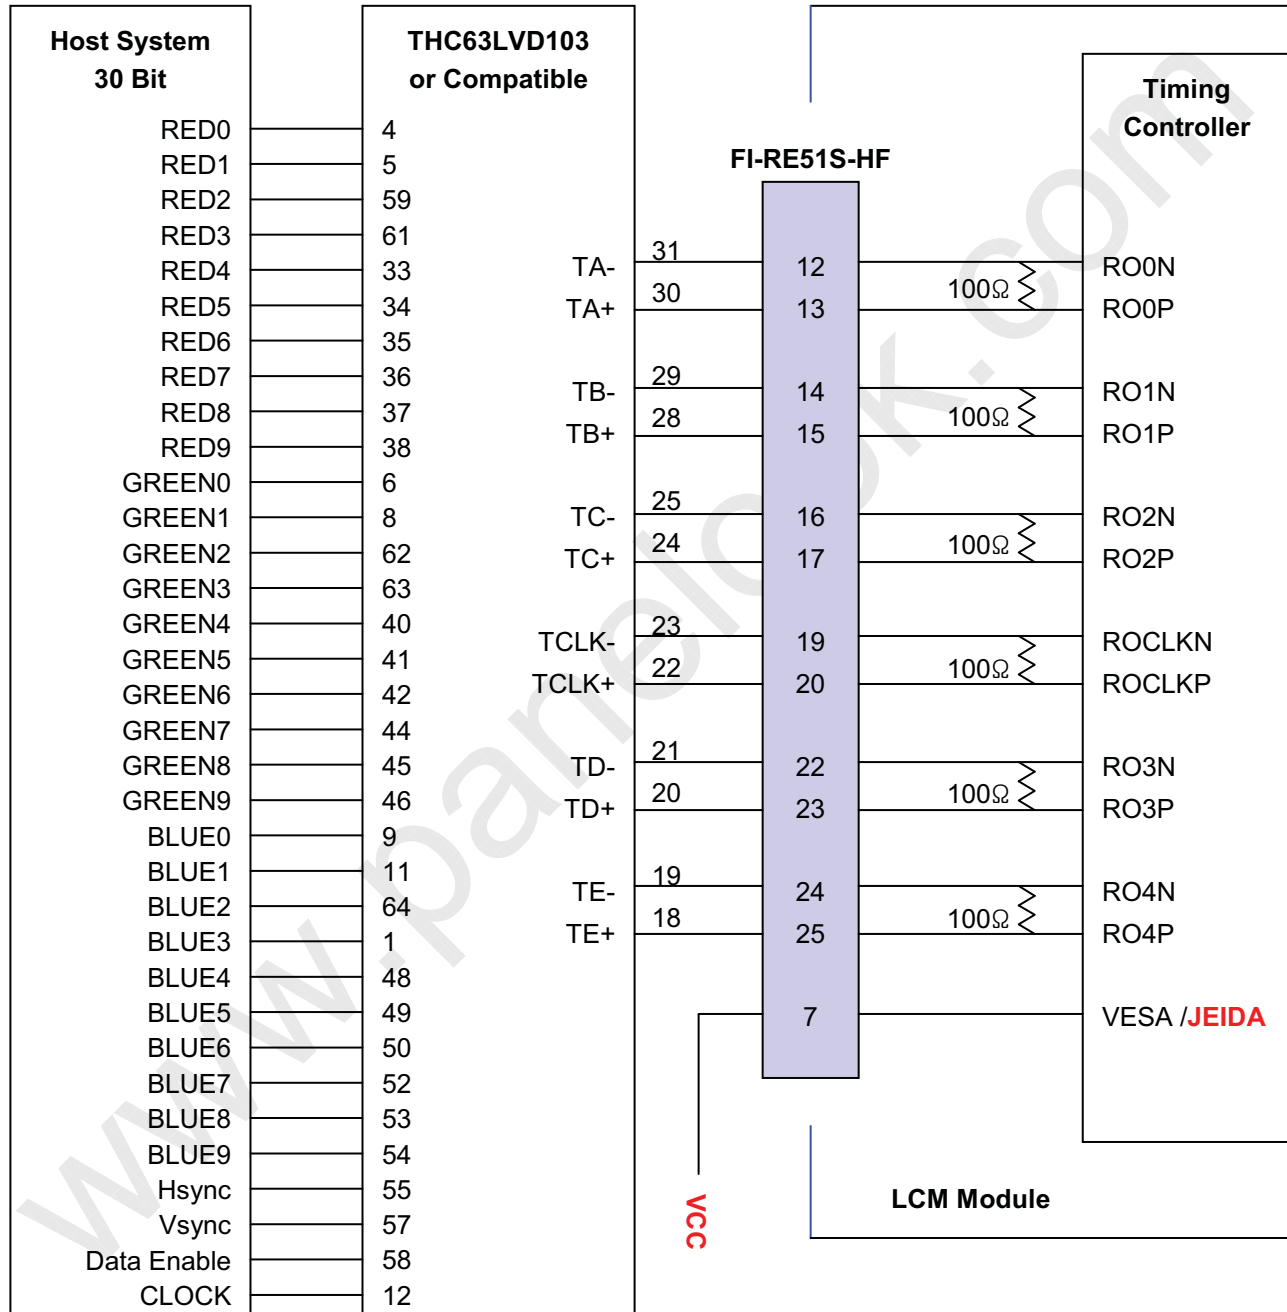 Host System
30 Bit
RED0
RED1
RED2
RED3
RED4
RED5
RED6
RED7
RED8
RED9
GREEN0
GREEN1
GREEN2
GREEN3
GREEN4
GREEN5
GREEN6
GREEN7
GREEN8
GREEN9
BLUE0
BLUE1
BLUE2
BLUE3
BLUE4
BLUE5
BLUE6
BLUE7
BLUE8
BLUE9
Hsync
Vsync
Data Enable
CLOCK
THC63LVD103
or Compatible
4
5
59
61
33
34
35
36
37
38
6
8
62
63
40
41
42
44
45
46
9
11
64
1
48
49
50
52
53
54
55
57
58
12
TA-
TA+
TB-
TB+
TC-
TC+
TCLK-
TCLK+
TD-
TD+
TE-
TE+
31
30
29
28
25
24
23
22
21
20
19
18
VCC
FI-RE51S-HF
12
13
14
15
16
17
19
20
22
23
24
25
7
100Ω
100Ω
100Ω
100Ω
100Ω
100Ω
Timing
Controller
RO0N
RO0P
RO1N
RO1P
RO2N
RO2P
ROCLKN
ROCLKP
RO3N
RO3P
RO4N
RO4P
VESA /JEIDA
LCM Module
www.panelook.com